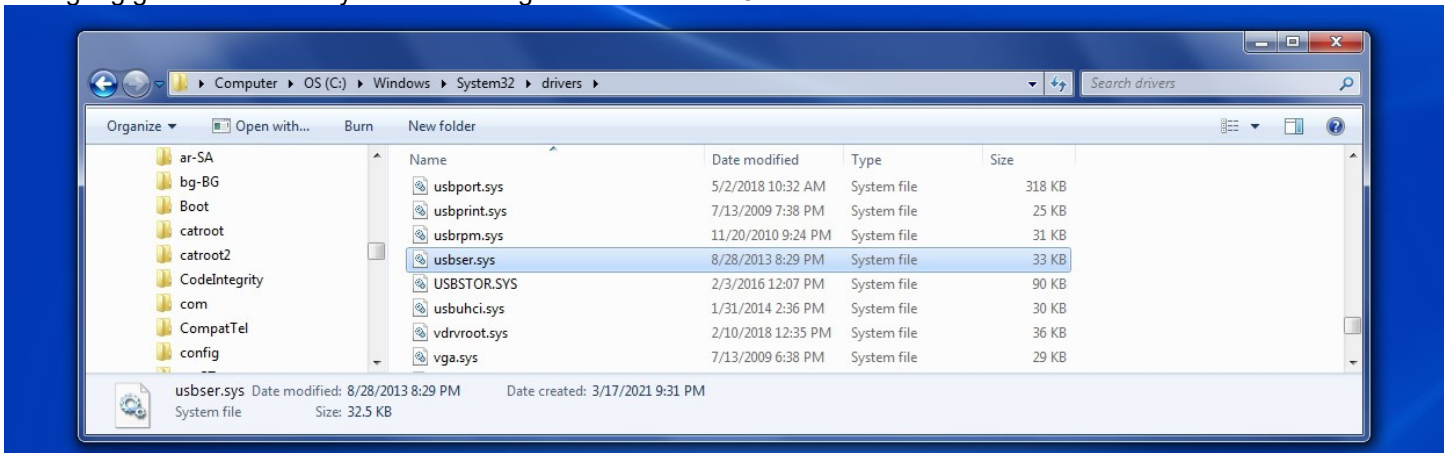 Computer ▸ OS (C:) ▸ Windows ▸ System32 ▸ drivers ▸ Search drivers
Organize Open with... Burn New folder
ar-SA
bg-BG
Boot
catroot
catroot2
CodeIntegrity
com
CompatTel
config
Name Date modified Type Size
usbport.sys 5/2/2018 10:32 AM System file 318 KB
usbprint.sys 7/13/2009 7:38 PM System file 25 KB
usbrpm.sys 11/20/2010 9:24 PM System file 31 KB
usbser.sys 8/28/2013 8:29 PM System file 33 KB
USBSTOR.SYS 2/3/2016 12:07 PM System file 90 KB
usbuhci.sys 1/31/2014 2:36 PM System file 30 KB
vdrvroot.sys 2/10/2018 12:35 PM System file 36 KB
vga.sys 7/13/2009 6:38 PM System file 29 KB
usbser.sys Date modified: 8/28/2013 8:29 PM Date created: 3/17/2021 9:31 PM
System file Size: 32.5 KB